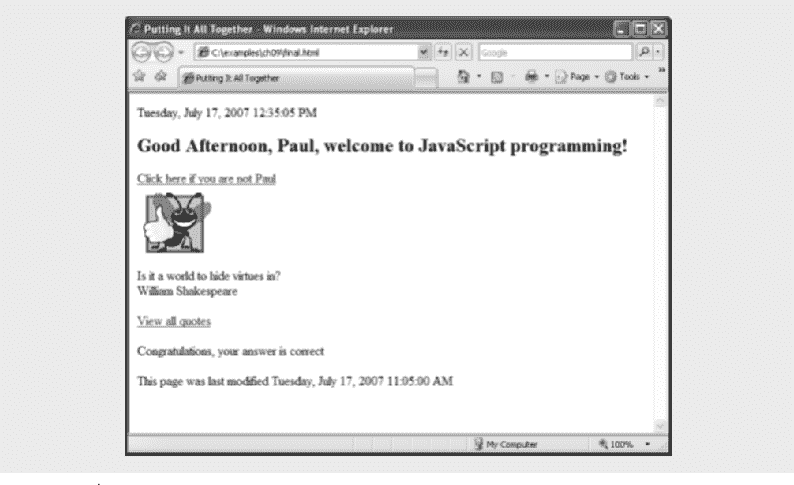 Putting It All Together - Windows Internet Explorer
C:\examples\ch09\final.html
Google
Putting It All Together
Page
Tools
Tuesday, July 17, 2007 12:35:05 PM
Good Afternoon, Paul, welcome to JavaScript programming!
Click here if you are not Paul
Is it a world to hide virtues in?
William Shakespeare
View all quotes
Congratulations, your answer is correct
This page was last modified Tuesday, July 17, 2007 11:05:00 AM
My Computer
100%